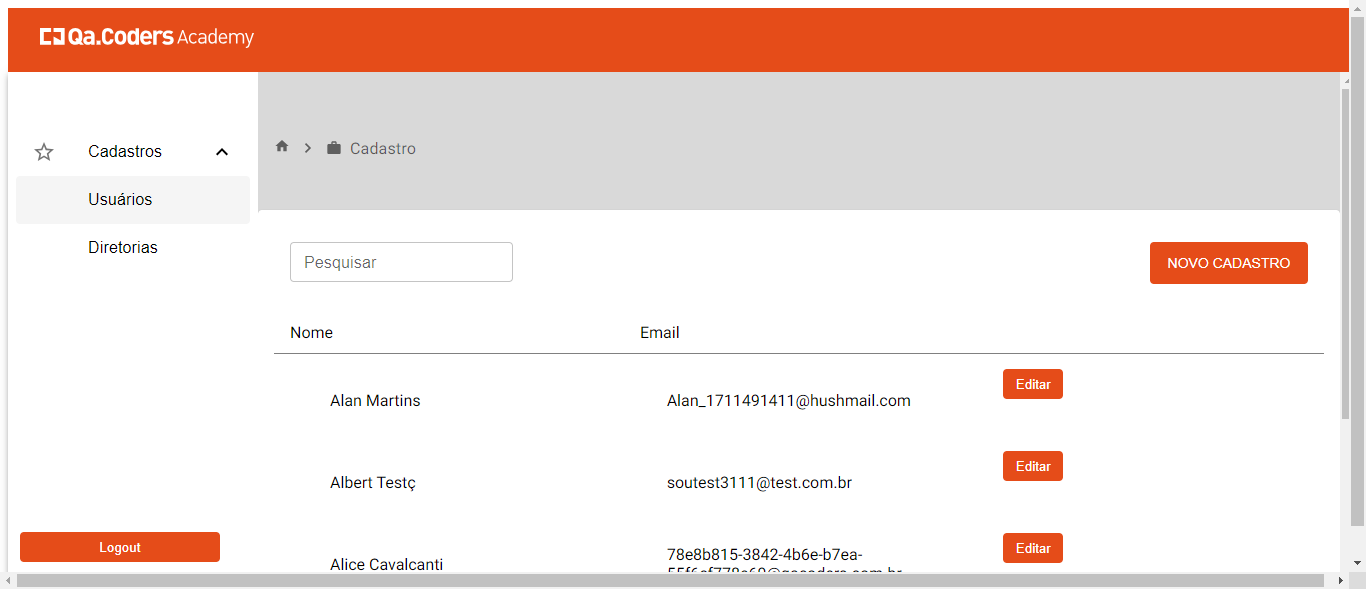 Qa.Coders Academy
Cadastros
Usuários
Diretorias
Cadastro
Pesquisar
NOVO CADASTRO
Nome Email
Alan Martins Alan_1711491411@hushmail.com Editar
Albert Testç soutest3111@test.com.br Editar
Alice Cavalcanti 78e8b815-3842-4b6e-b7ea- Editar
Logout